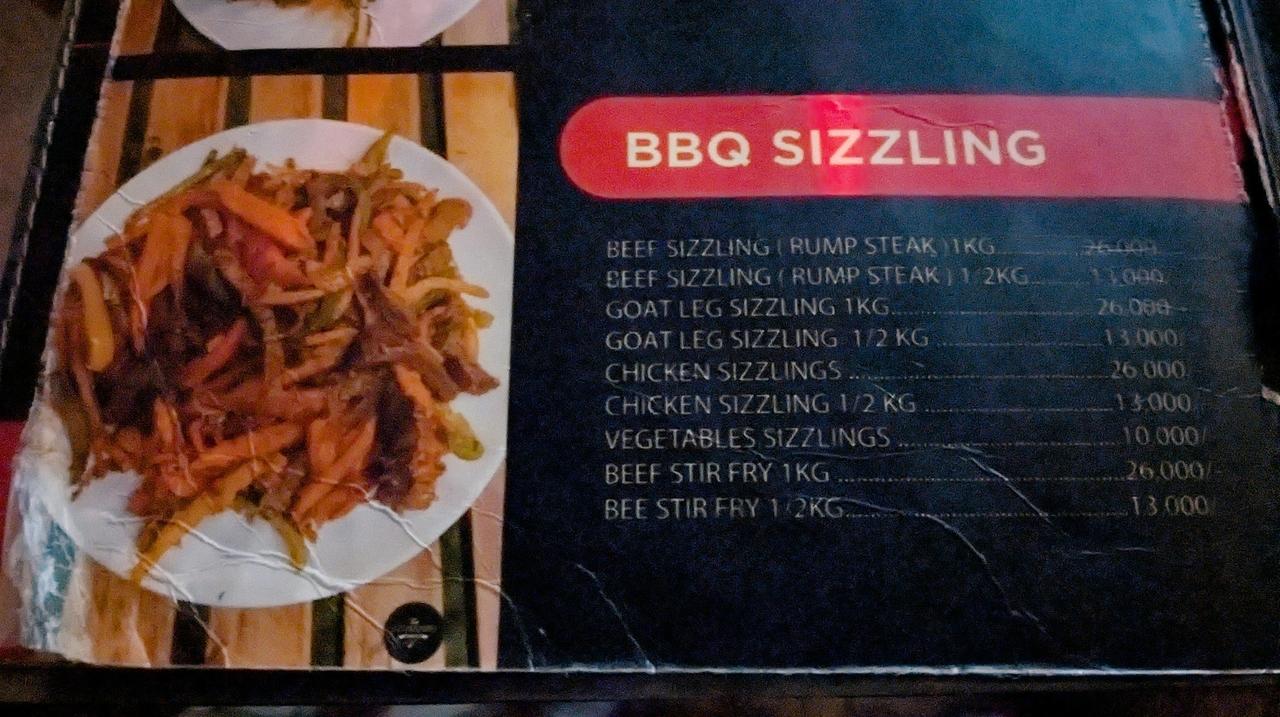 BBQ SIZZLING
BEEF SIZZLING ( RUMP STEAK )1KG.......... 26.000
BEEF SIZZLING ( RUMP STEAK ) 1/2KG.......... 13,000
GOAT LEG SIZZLING 1KG.......... 26.000
GOAT LEG SIZZLING 1/2 KG .......... 13.000/
CHICKEN SIZZLINGS .......... 26.000
CHICKEN SIZZLING 1/2 KG .......... 13.000
VEGETABLES SIZZLINGS .......... 10.000/
BEEF STIR FRY 1KG .......... 26.000/-
BEE STIR FRY 1/2KG.......... 13.000/